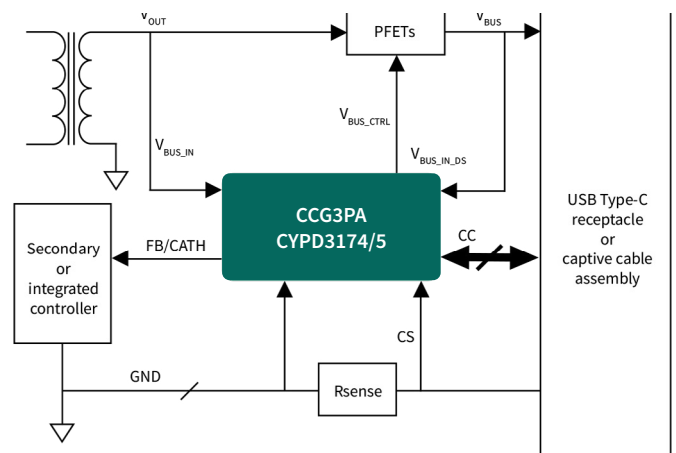 VOUT
PFETs
VBUS
VBUS_CTRL
VBUS_IN
VBUS_IN_DS
CCG3PA
CYPD3174/5
USB Type-C
receptacle
or
captive cable
assembly
Secondary
or
integrated
controller
FB/CATH
CC
CS
GND
Rsense